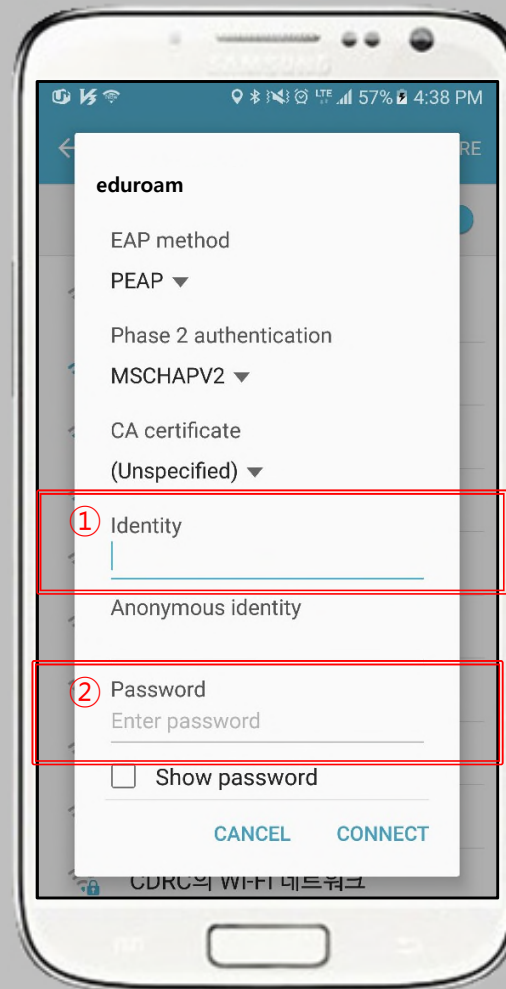 LTE 57% 4:38 PM
RE
eduroam
EAP method
PEAP
Phase 2 authentication
MSCHAPV2
CA certificate
(Unspecified)
① Identity
Anonymous identity
② Password
Enter password
Show password
CANCEL CONNECT
CDRC의 WI-FI 네트워크